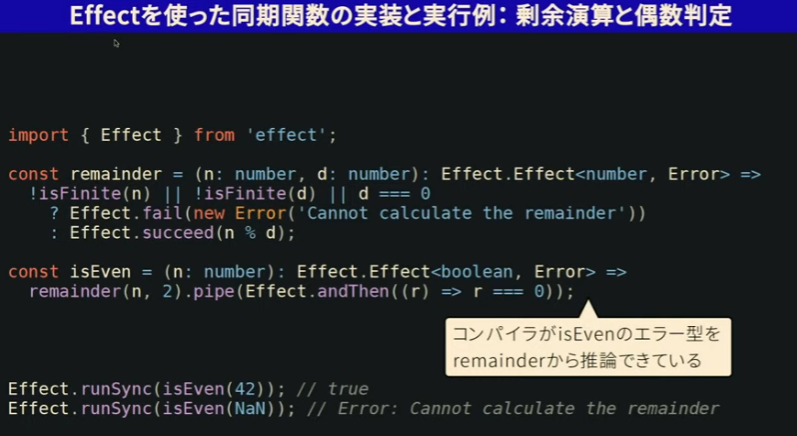 Effectを使った同期関数の実装と実行例: 剰余演算と偶数判定
import { Effect } from 'effect';
const remainder = (n: number, d: number): Effect.Effect<number, Error> =>
  !isFinite(n) || !isFinite(d) || d === 0
    ? Effect.fail(new Error('Cannot calculate the remainder'))
    : Effect.succeed(n % d);
const isEven = (n: number): Effect.Effect<boolean, Error> =>
  remainder(n, 2).pipe(Effect.andThen((r) => r === 0));
コンパイラがisEvenのエラー型を
remainderから推論できている
Effect.runSync(isEven(42)); // true
Effect.runSync(isEven(NaN)); // Error: Cannot calculate the remainder